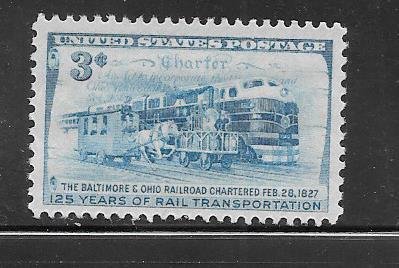 UNITED STATES POSTAGE
3¢
Charter
THE BALTIMORE & OHIO RAILROAD CHARTERED FEB. 28, 1827
125 YEARS OF RAIL TRANSPORTATION